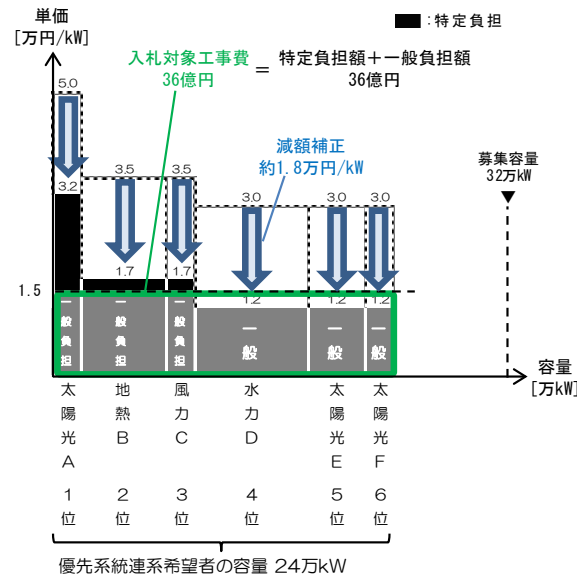 単価
[万円/kW]
■:特定負担
入札対象工事費 = 特定負担額＋一般負担額
36億円 36億円
5.0
3.2
3.5
1.7
3.5
1.7
減額補正
約1.8万円/kW
3.0
1.2
3.0
1.2
3.0
1.2
募集容量
32万kW
1.5
一般負担
一般負担
一般負担
一般
一般
一般
容量
[万kW]
太陽光A
地熱B
風力C
水力D
太陽光E
太陽光F
1位
2位
3位
4位
5位
6位
優先系統連系希望者の容量 24万kW